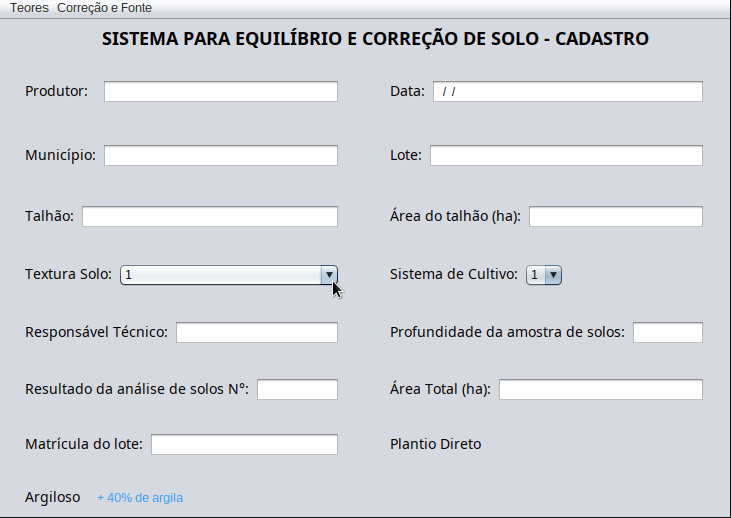 Teores Correção e Fonte
SISTEMA PARA EQUILÍBRIO E CORREÇÃO DE SOLO - CADASTRO
Produtor: Data: / /
Município: Lote:
Talhão: Área do talhão (ha):
Textura Solo: 1 Sistema de Cultivo: 1
Responsável Técnico: Profundidade da amostra de solos:
Resultado da análise de solos Nº: Área Total (ha):
Matrícula do lote: Plantio Direto
Argiloso + 40% de argila